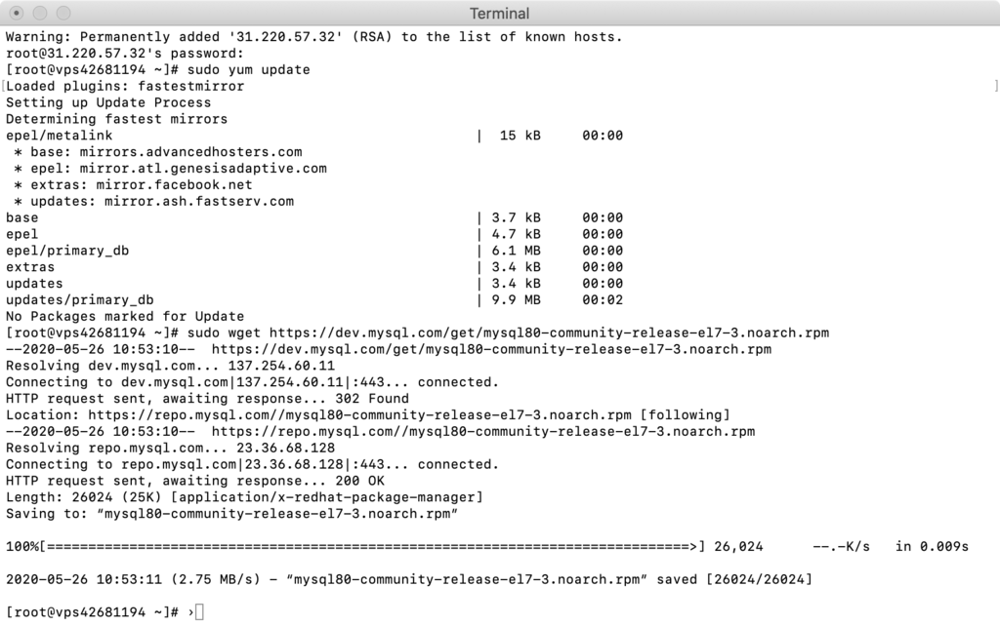 Terminal
Warning: Permanently added '31.220.57.32' (RSA) to the list of known hosts.
root@31.220.57.32's password:
[root@vps42681194 ~]# sudo yum update
[Loaded plugins: fastestmirror ]
Setting up Update Process
Determining fastest mirrors
epel/metalink | 15 kB 00:00
* base: mirrors.advancedhosters.com
* epel: mirror.atl.genesisadaptive.com
* extras: mirror.facebook.net
* updates: mirror.ash.fastserv.com
base | 3.7 kB 00:00
epel | 4.7 kB 00:00
epel/primary_db | 6.1 MB 00:00
extras | 3.4 kB 00:00
updates | 3.4 kB 00:00
updates/primary_db | 9.9 MB 00:02
No Packages marked for Update
[root@vps42681194 ~]# sudo wget https://dev.mysql.com/get/mysql80-community-release-el7-3.noarch.rpm
--2020-05-26 10:53:10-- https://dev.mysql.com/get/mysql80-community-release-el7-3.noarch.rpm
Resolving dev.mysql.com... 137.254.60.11
Connecting to dev.mysql.com|137.254.60.11|:443... connected.
HTTP request sent, awaiting response... 302 Found
Location: https://repo.mysql.com//mysql80-community-release-el7-3.noarch.rpm [following]
--2020-05-26 10:53:10-- https://repo.mysql.com//mysql80-community-release-el7-3.noarch.rpm
Resolving repo.mysql.com... 23.36.68.128
Connecting to repo.mysql.com|23.36.68.128|:443... connected.
HTTP request sent, awaiting response... 200 OK
Length: 26024 (25K) [application/x-redhat-package-manager]
Saving to: “mysql80-community-release-el7-3.noarch.rpm”
100%[==============================================================================>] 26,024 --.-K/s in 0.009s
2020-05-26 10:53:11 (2.75 MB/s) - “mysql80-community-release-el7-3.noarch.rpm” saved [26024/26024]
[root@vps42681194 ~]# ›